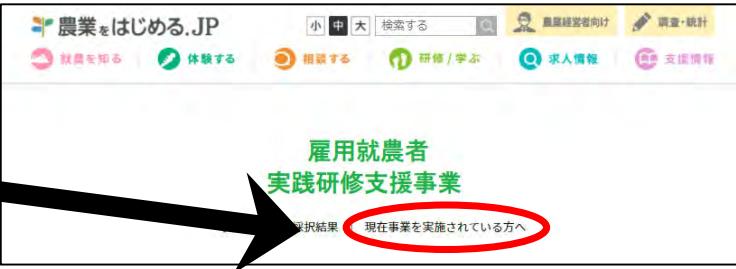 農業をはじめる.JP
小 中 大 検索する 農業経営者向け 調査・統計
就農を知る 体験する 相談する 研修/学ぶ 求人情報 支援情報
雇用就農者
実践研修支援事業
採択結果 現在事業を実施されている方へ